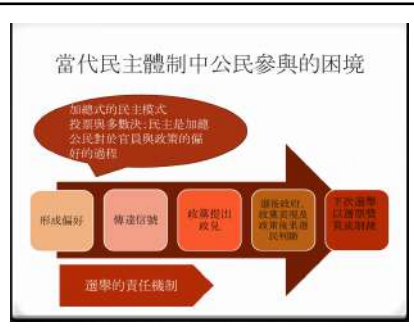 當代民主體制中公民參與的困境
加總式的民主模式
投票與多數決:民主是加總
公民對於官員與政策的偏
好的過程
形成偏好
傳達信號
政黨提出
政見
選後政府,
政黨表現及
政策後果選
民判斷
下次選舉
以選票獎
賞或制裁
選舉的責任機制